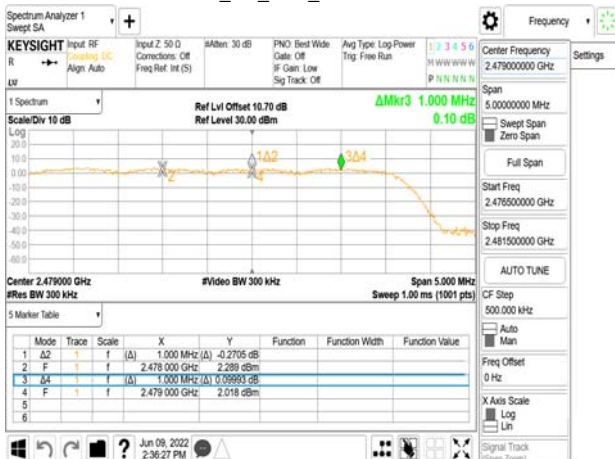 Spectrum Analyzer 1
Swept SA
+
Frequency
KEYSIGHT Input: RF
R
Coupling: DC
Align: Auto
LXI
Input Z: 50 Ω
Corrections: Off
Freq Ref: Int (S)
#Atten: 30 dB
PNO: Best Wide
Gate: Off
IF Gain: Low
Sig Track: Off
Avg Type: Log-Power
Trig: Free Run
1 2 3 4 5 6
M W W W W W
P N N N N N
Center Frequency
2.479000000 GHz
Settings
Span
5.00000000 MHz
Swept Span
Zero Span
Full Span
Start Freq
2.476500000 GHz
Stop Freq
2.481500000 GHz
AUTO TUNE
CF Step
500.000 kHz
Auto
Man
Freq Offset
0 Hz
X Axis Scale
Log
Lin
Signal Track
(Span Zoom)
1 Spectrum
Scale/Div 10 dB
Ref Lvl Offset 10.70 dB
Ref Level 30.00 dBm
ΔMkr3 1.000 MHz
0.10 dB
Log
20.0
10.0
0.00
-10.0
-20.0
-30.0
-40.0
-50.0
-60.0
X2
1Δ2
X4
3Δ4
Center 2.479000 GHz
#Res BW 300 kHz
#Video BW 300 kHz
Span 5.000 MHz
Sweep 1.00 ms (1001 pts)
5 Marker Table
Mode Trace Scale X Y Function Function Width Function Value
1 Δ2 1 f (Δ) 1.000 MHz (Δ) -0.2705 dB
2 F 1 f 2.478 000 GHz 2.289 dBm
3 Δ4 1 f (Δ) 1.000 MHz (Δ) 0.09993 dB
4 F 1 f 2.479 000 GHz 2.018 dBm
5
6
?
Jun 09, 2022
2:36:27 PM